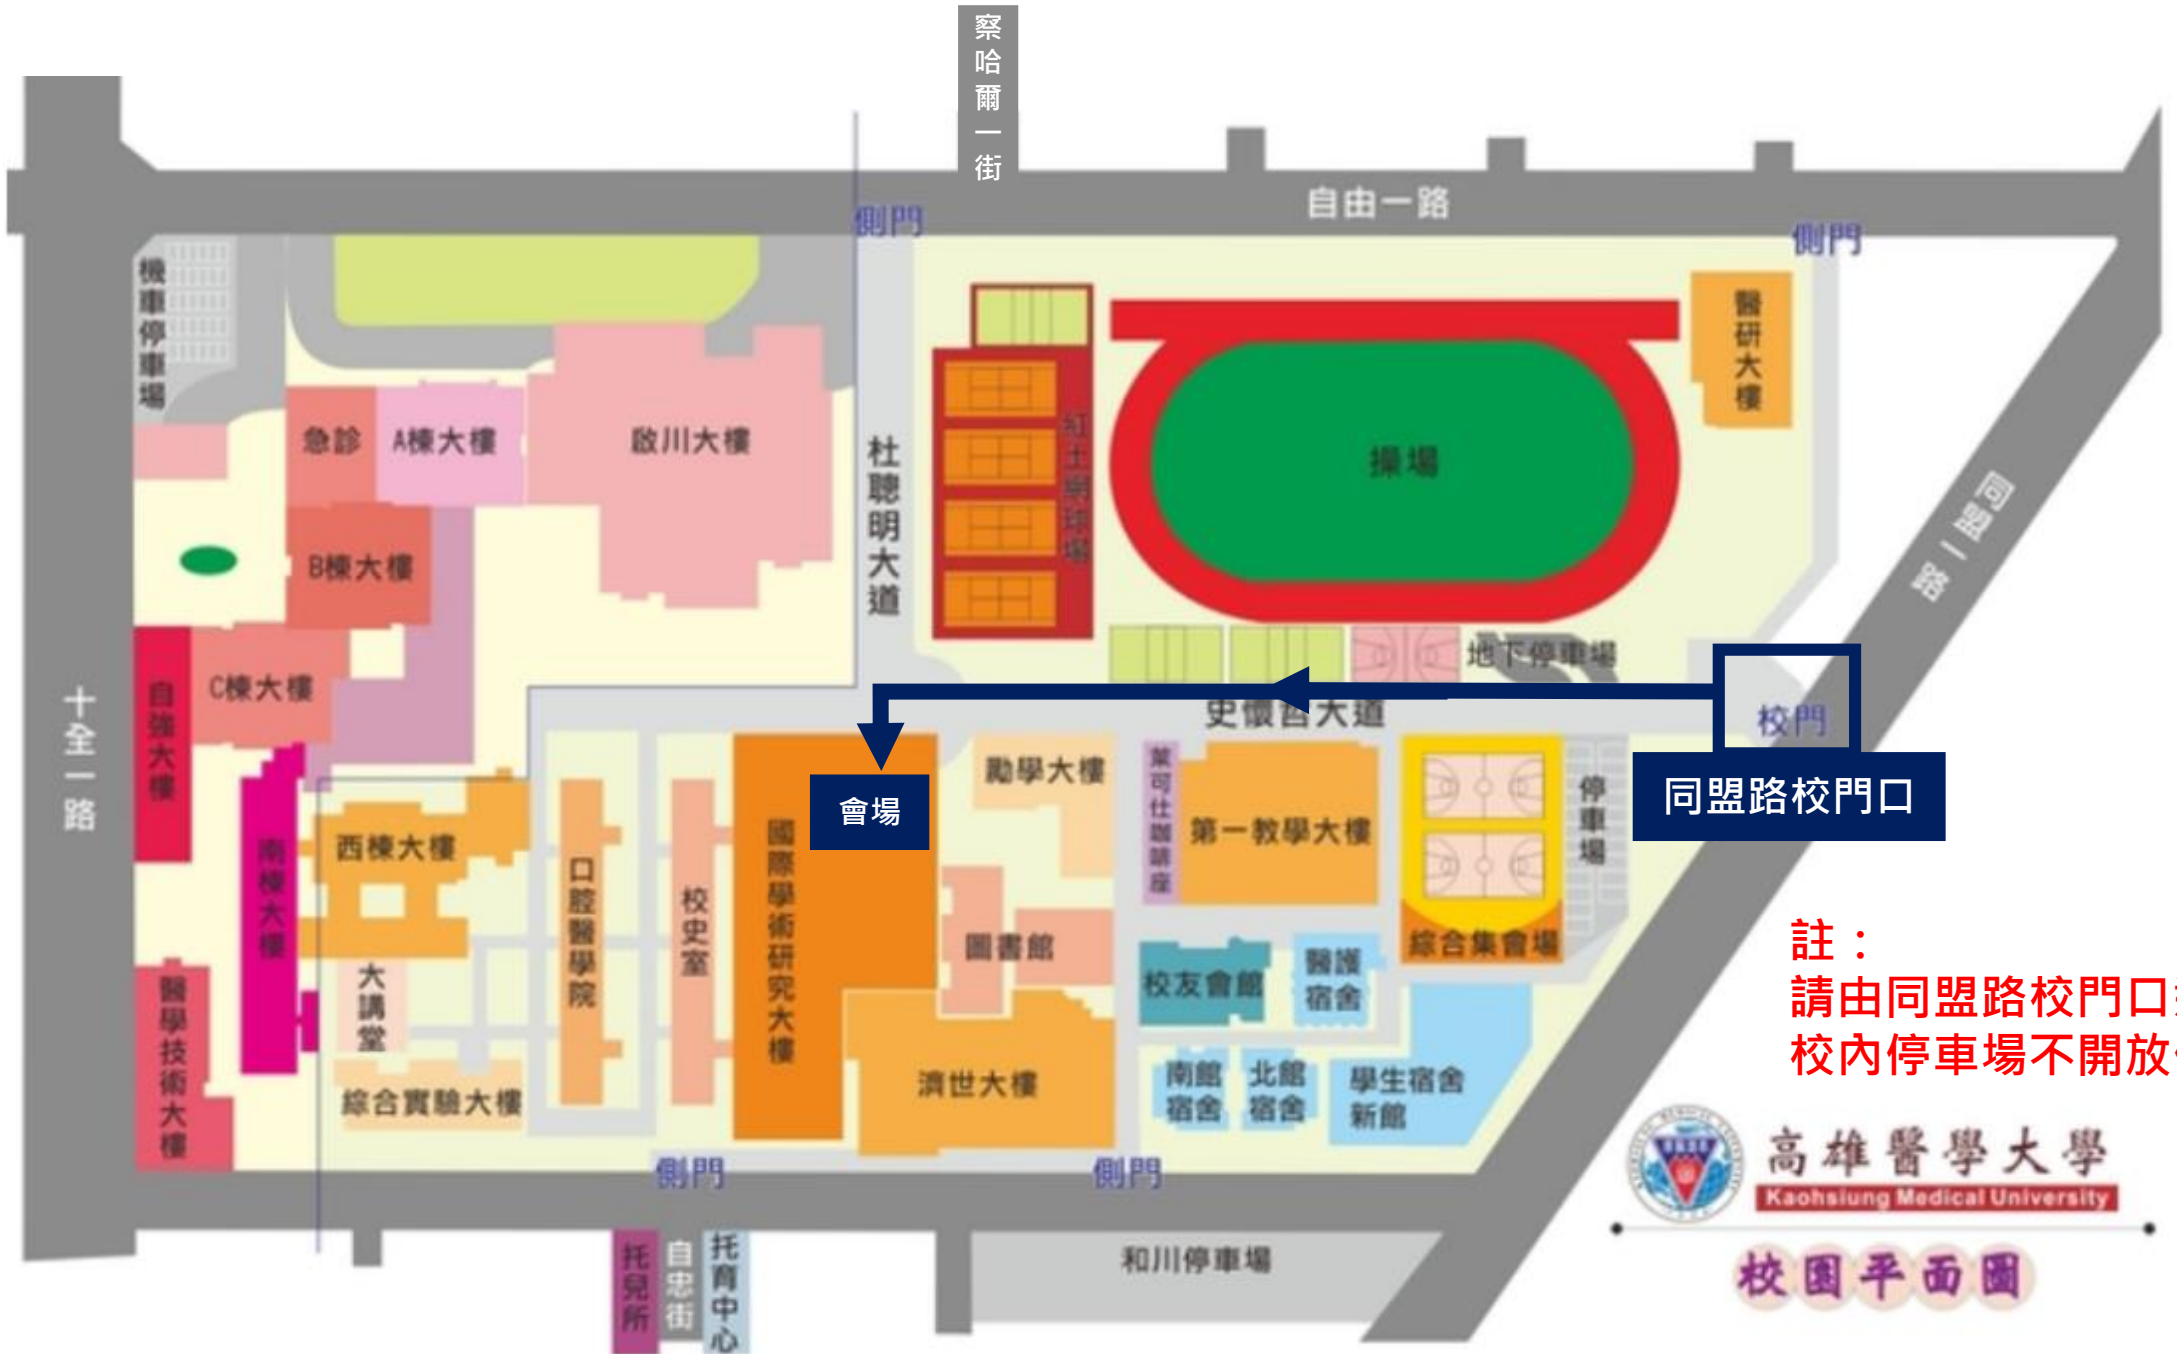 察哈爾一街
自由一路
側門
側門
機車停車場
醫研大樓
急診
A棟大樓
啟川大樓
杜聰明大道
紅土網球場
操場
同盟一路
B棟大樓
地下停車場
自強大樓
C棟大樓
十全一路
史懷哲大道
校門
同盟路校門口
會場
勵學大樓
萊可仕咖啡座
第一教學大樓
停車場
南棟大樓
西棟大樓
口腔醫學院
校史室
國際學術研究大樓
圖書館
綜合集會場
註：
請由同盟路校門口
校內停車場不開放
大講堂
校友會館
醫護
宿舍
醫學技術大樓
綜合實驗大樓
濟世大樓
南館
宿舍
北館
宿舍
學生宿舍
新館
側門
側門
高雄醫學大學
Kaohsiung Medical University
校園平面圖
托兒所
自忠街
托育中心
和川停車場